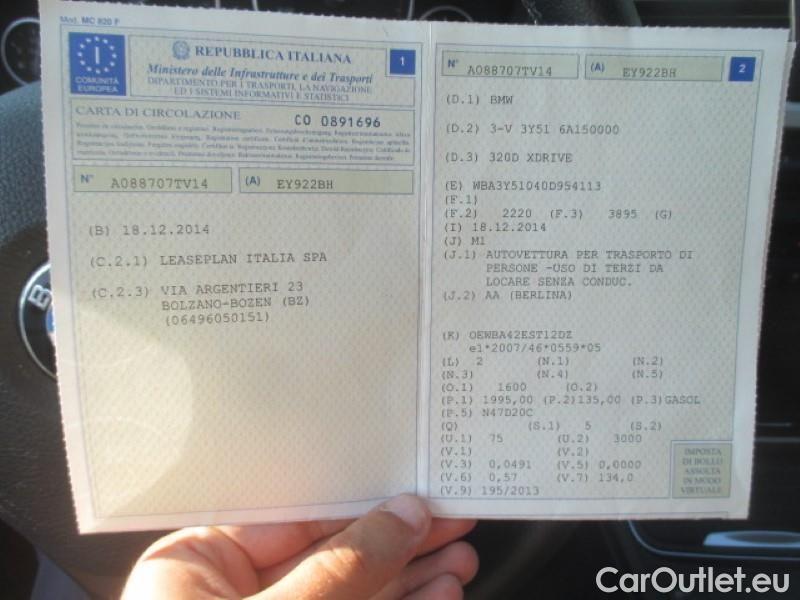 Mod. MC 820 F
I
COMUNITÀ
EUROPEA
REPUBBLICA ITALIANA
1
Ministero delle Infrastrutture e dei Trasporti
DIPARTIMENTO PER I TRASPORTI, LA NAVIGAZIONE
ED I SISTEMI INFORMATIVI E STATISTICI
CARTA DI CIRCOLAZIONE
CO 0891696
N° A088707TV14 (A) EY922BH
(B) 18.12.2014
(C.2.1) LEASEPLAN ITALIA SPA
(C.2.3) VIA ARGENTIERI 23
BOLZANO-BOZEN (BZ)
(06496050151)
N° A088707TV14 (A) EY922BH 2
(D.1) BMW
(D.2) 3-V 3Y51 6A150000
(D.3) 320D XDRIVE
(E) WBA3Y51040D954113
(F.1)
(F.2) 2220 (F.3) 3895 (G)
(I) 18.12.2014
(J) M1
(J.1) AUTOVETTURA PER TRASPORTO DI
PERSONE -USO DI TERZI DA
LOCARE SENZA CONDUC.
(J.2) AA (BERLINA)
(K) OEWBA42EST12DZ
e1*2007/46*0559*05
(L) 2 (N.1) (N.2)
(N.3) (N.4) (N.5)
(O.1) 1600 (O.2)
(P.1) 1995,00 (P.2)135,00 (P.3)GASOL
(P.5) N47D20C
(Q) (S.1) 5 (S.2)
(U.1) 75 (U.2) 3000
(V.1) (V.2)
(V.3) 0,0491 (V.5) 0,0000
(V.6) 0,57 (V.7) 134,0
(V.9) 195/2013
IMPOSTA
DI BOLLO
ASSOLTA
IN MODO
VIRTUALE
CarOutlet.eu